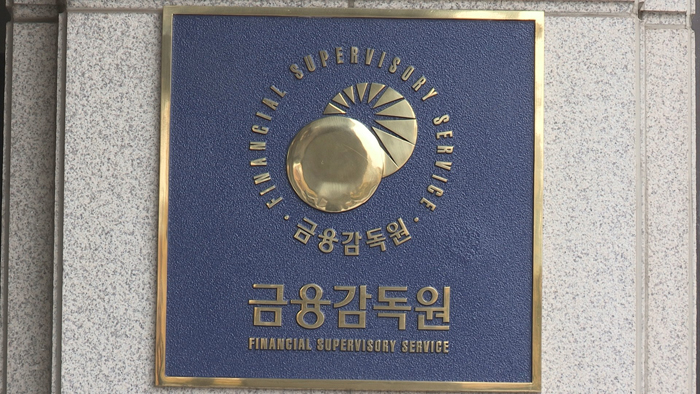 FINANCIAL SUPERVISORY SERVICE
· 금융감독원 ·
금융감독원
FINANCIAL SUPERVISORY SERVICE